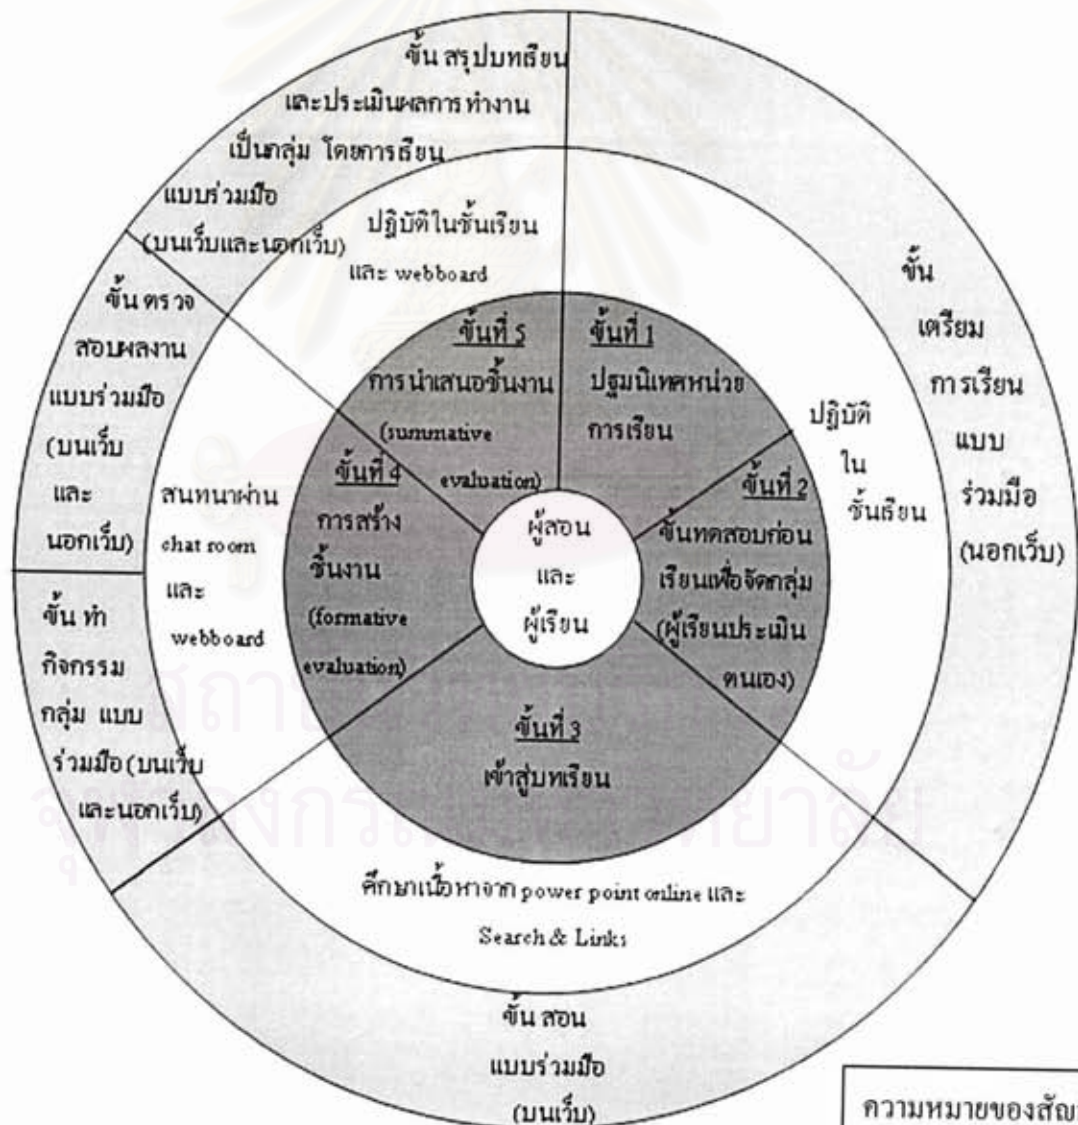 ขั้น สรุปบทเรียน
และประเมินผลการทำงาน
เป็นกลุ่ม โดยการเรียน
แบบร่วมมือ
(บนเว็บและนอกเว็บ)
ปฏิบัติในชั้นเรียน
และ webboard
ขั้น
เตรียม
การเรียน
แบบ
ร่วมมือ
(นอกเว็บ)
ปฏิบัติ
ใน
ชั้นเรียน
ขั้น ตรวจ
สอบผลงาน
แบบร่วมมือ
(บนเว็บ
และ
นอกเว็บ)
สนทนาผ่าน
chat room
และ
webboard
ขั้น ทำ
กิจกรรม
กลุ่ม แบบ
ร่วมมือ (บนเว็บ
และนอกเว็บ)
ขั้นที่ 5
การนำเสนอชิ้นงาน
(summative
evaluation)
ขั้นที่ 1
ปฐมนิเทศหน่วย
การเรียน
ขั้นที่ 2
ขั้นทดสอบก่อน
เรียนเพื่อจัดกลุ่ม
(ผู้เรียนประเมิน
ตนเอง)
ขั้นที่ 4
การสร้าง
ชิ้นงาน
(formative
evaluation)
ผู้สอน
และ
ผู้เรียน
ขั้นที่ 3
เข้าสู่บทเรียน
ศึกษาเนื้อหาจาก power point online และ
Search & Links
ขั้น สอน
แบบร่วมมือ
(บนเว็บ)
ความหมายของสัญ